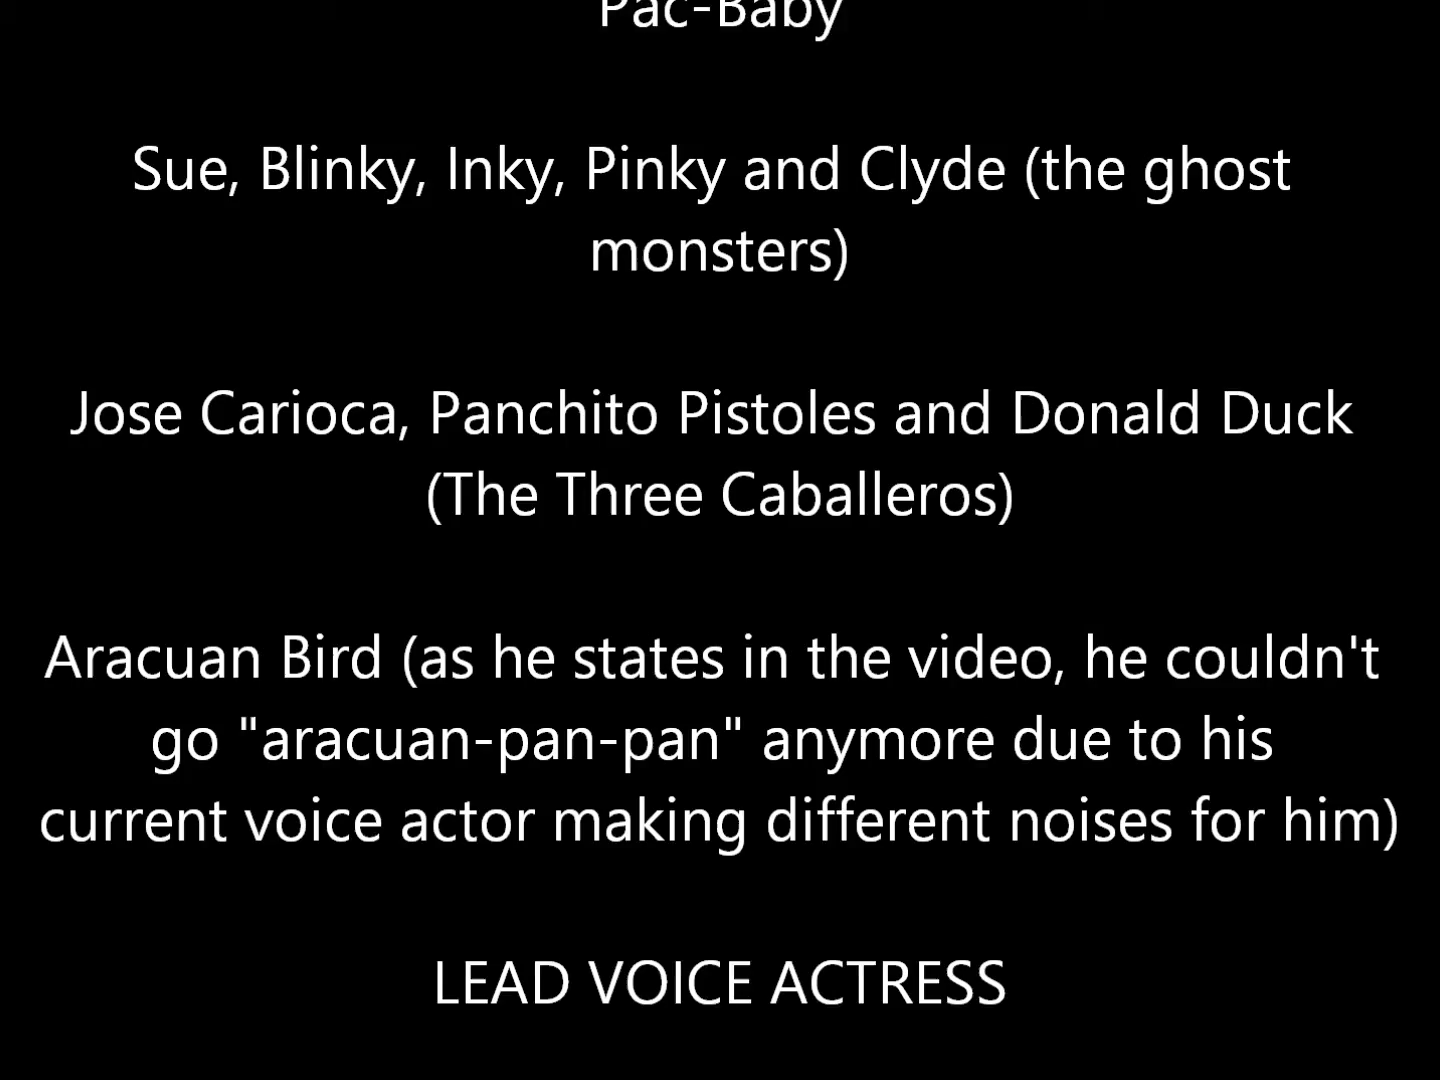 Pac-Baby
Sue, Blinky, Inky, Pinky and Clyde (the ghost
monsters)
Jose Carioca, Panchito Pistoles and Donald Duck
(The Three Caballeros)
Aracuan Bird (as he states in the video, he couldn't
go "aracuan-pan-pan" anymore due to his
current voice actor making different noises for him)
LEAD VOICE ACTRESS